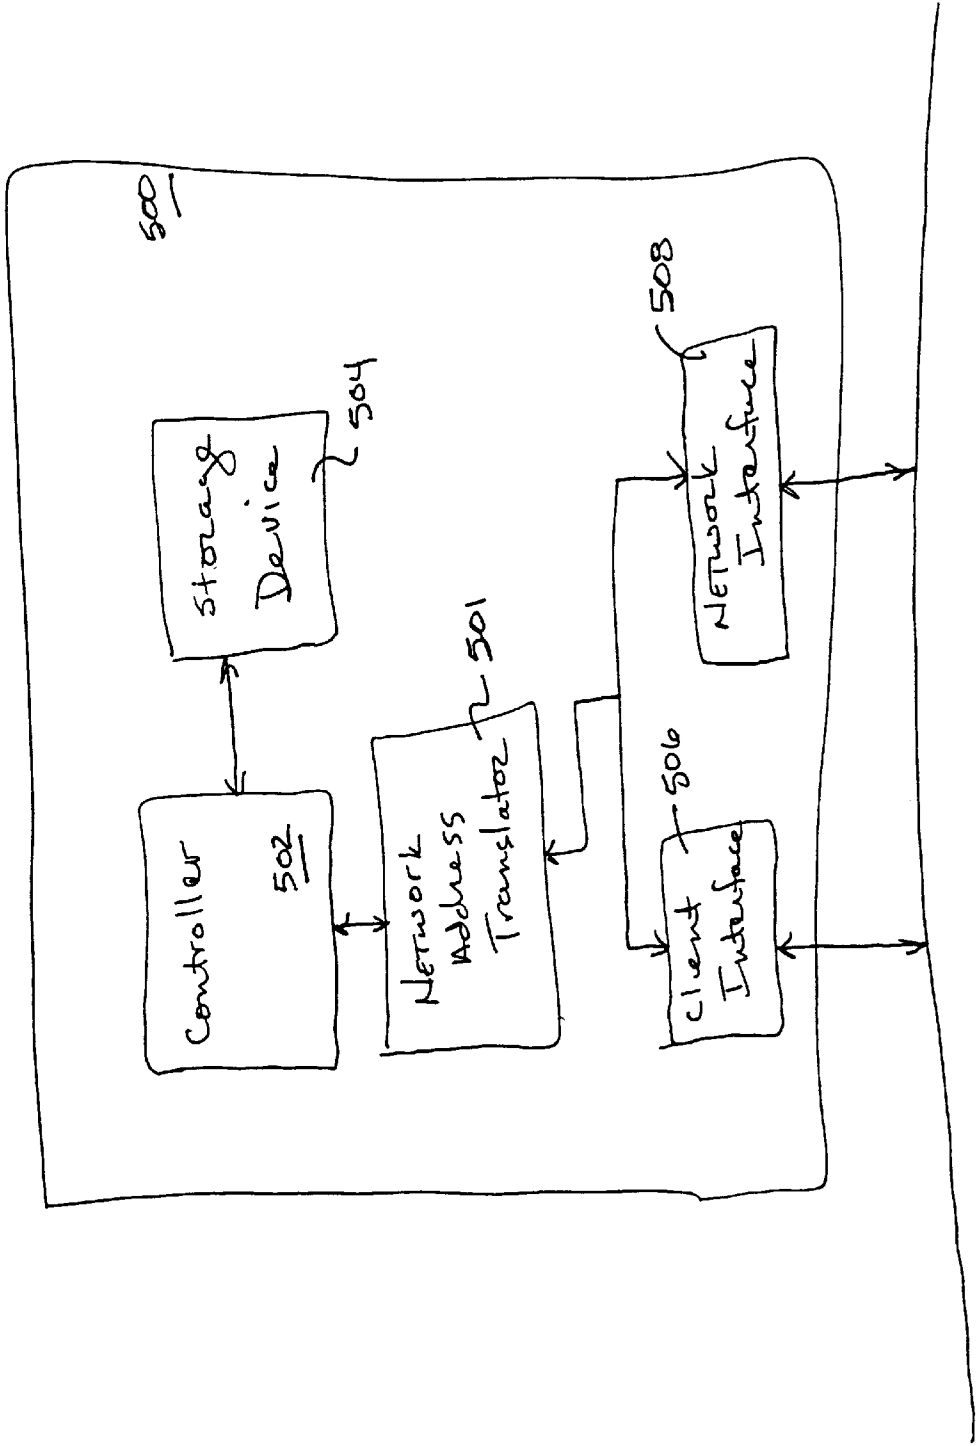 500
Controller
502
Storage
Device
504
Network
Address
Translator
501
Client
Interface
506
Network
Interface
508